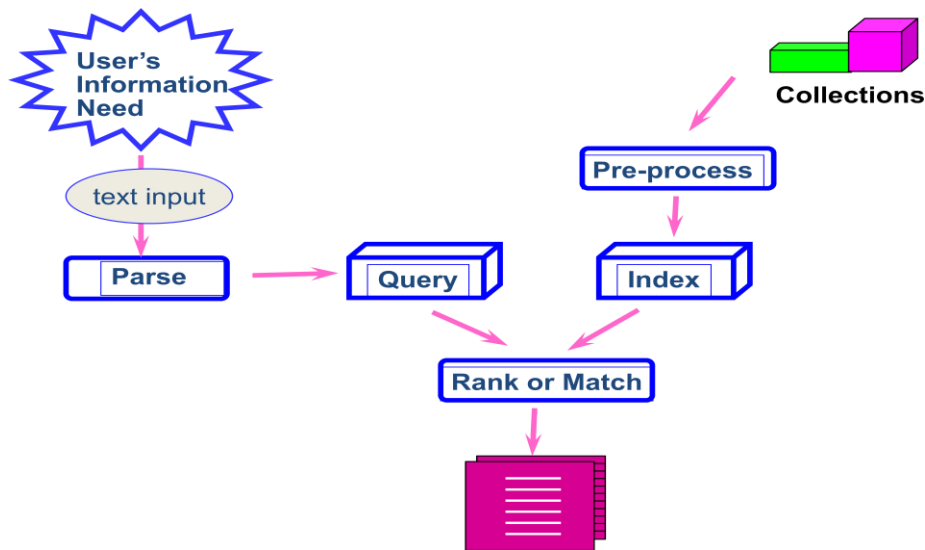 User's
Information
Need
Collections
Pre-process
text input
Parse
Query
Index
Rank or Match